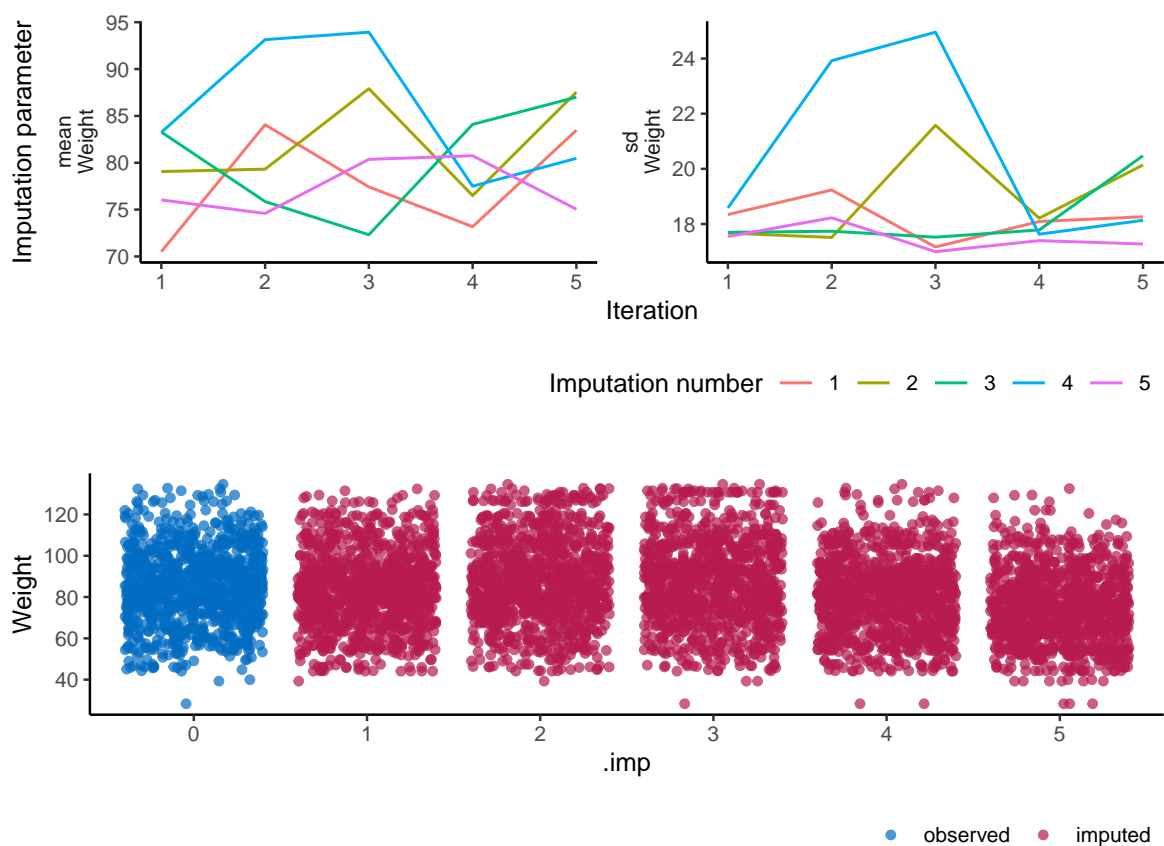 Imputation parameter
mean
Weight
95
90
85
80
75
70
1 2 3 4 5
sd
Weight
24
22
20
18
1 2 3 4 5
Iteration
Imputation number 1 2 3 4 5
Weight
120
100
80
60
40
0 1 2 3 4 5
.imp
observed imputed